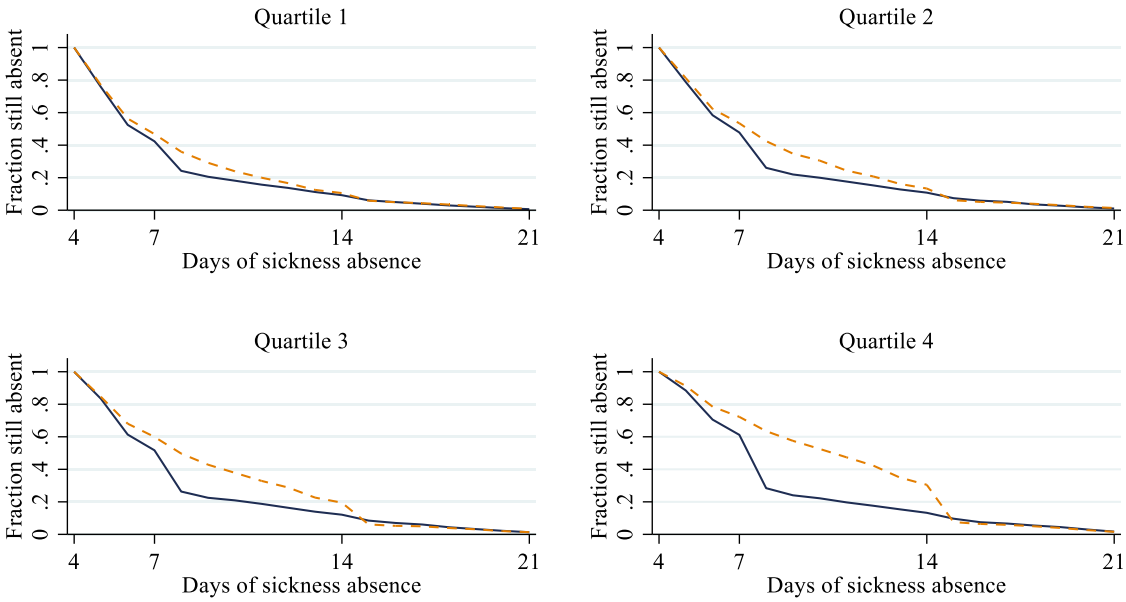 Quartile 1
Fraction still absent
1
.8
.6
.4
.2
0
4 7 14 21
Days of sickness absence
Quartile 2
Fraction still absent
1
.8
.6
.4
.2
0
4 7 14 21
Days of sickness absence
Quartile 3
Fraction still absent
1
.8
.6
.4
.2
0
4 7 14 21
Days of sickness absence
Quartile 4
Fraction still absent
1
.8
.6
.4
.2
0
4 7 14 21
Days of sickness absence